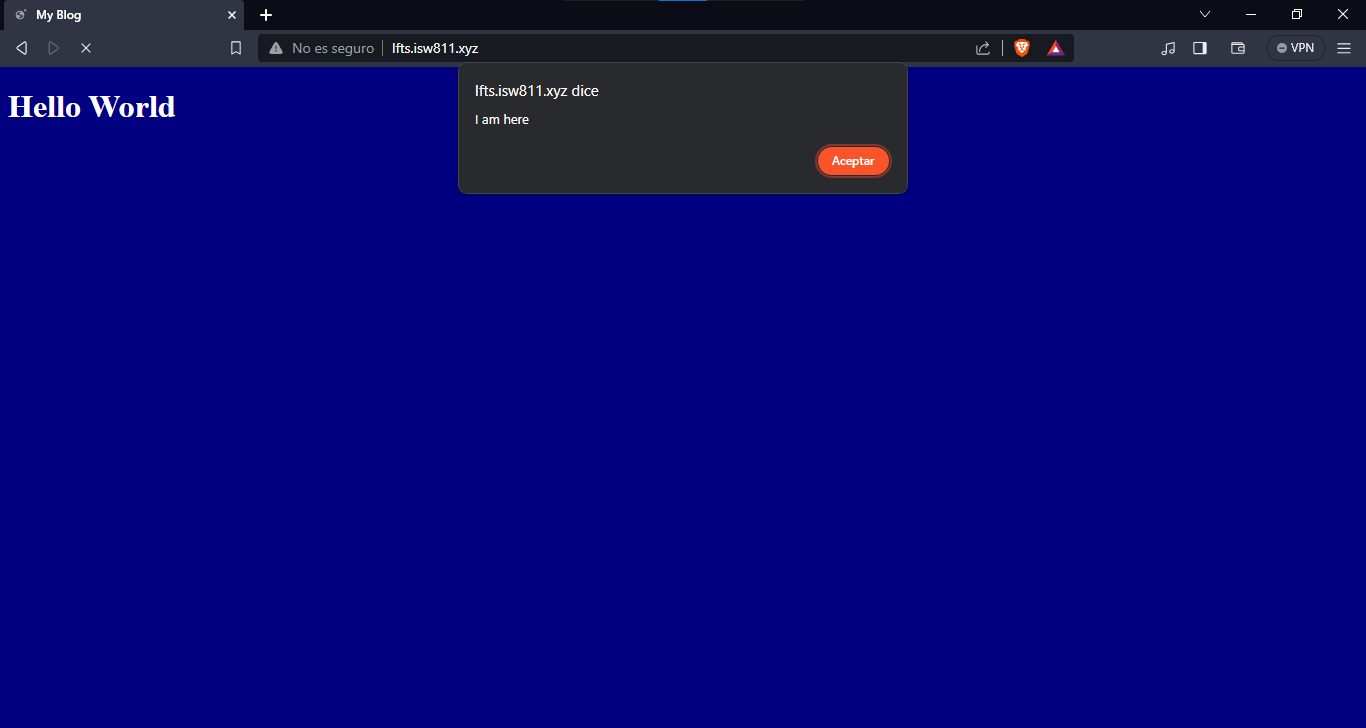 My Blog
No es seguro lfts.isw811.xyz
VPN
lfts.isw811.xyz dice
I am here
Aceptar
Hello World